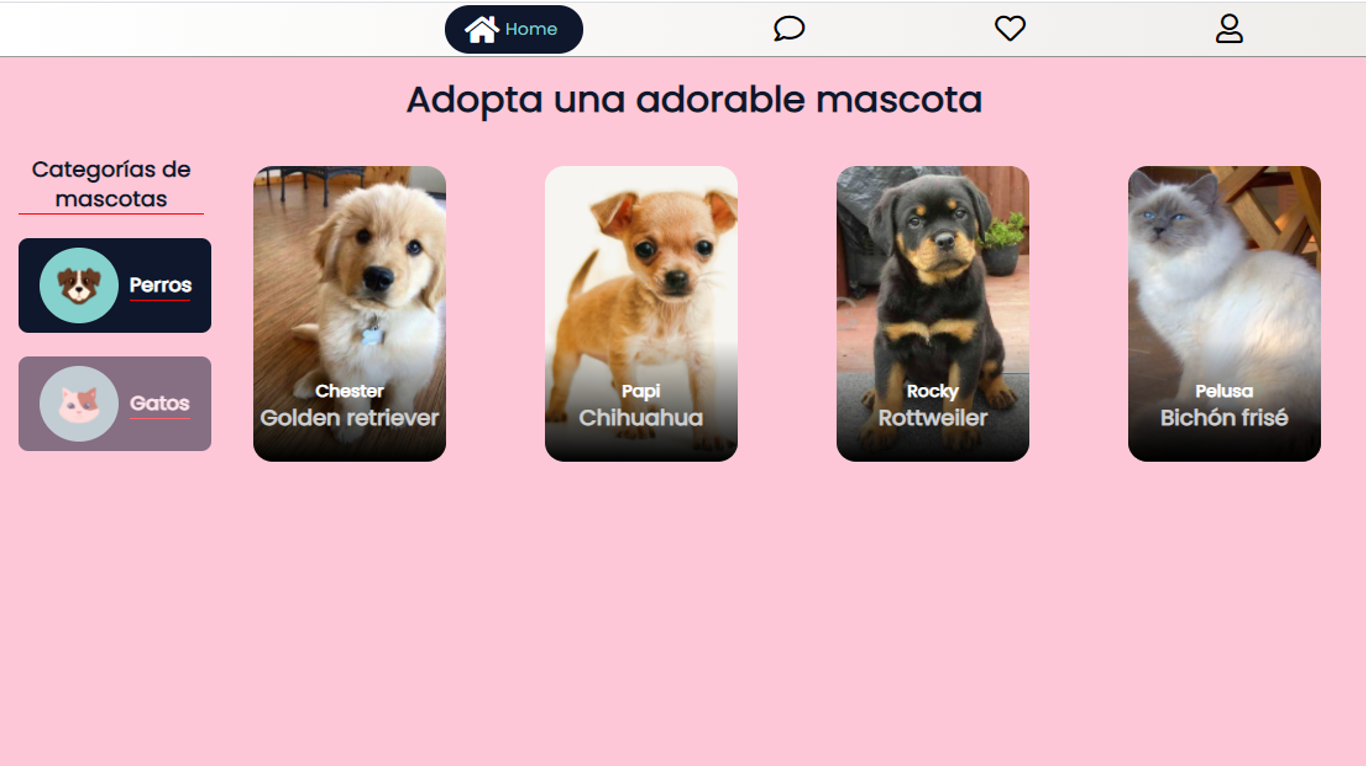 Home
Adopta una adorable mascota
Categorías de
mascotas
Perros
Gatos
Chester
Golden retriever
Papi
Chihuahua
Rocky
Rottweiler
Pelusa
Bichón frisé